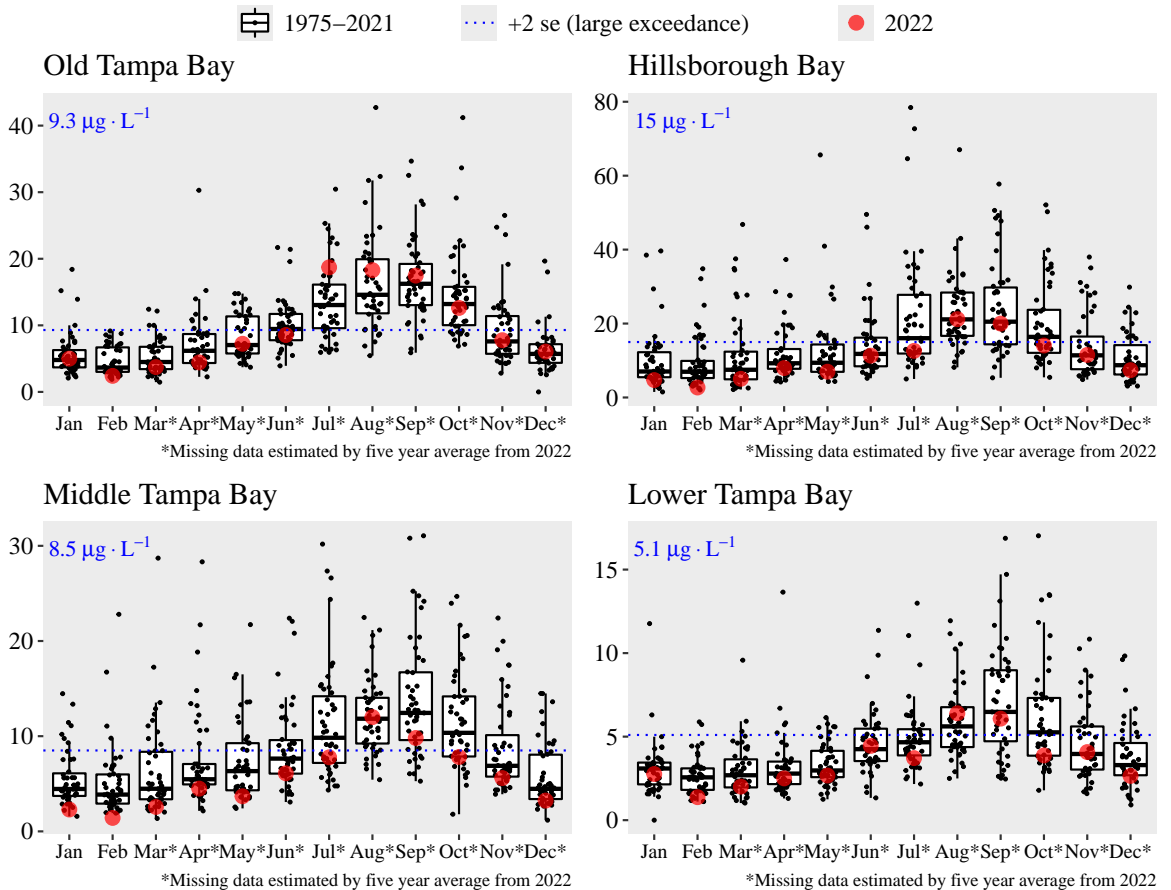 1975–2021 +2 se (large exceedance) 2022
Old Tampa Bay
9.3 μg · L⁻¹
40
30
20
10
0
Jan Feb Mar* Apr* May* Jun* Jul* Aug* Sep* Oct* Nov* Dec*
*Missing data estimated by five year average from 2022
Hillsborough Bay
15 μg · L⁻¹
80
60
40
20
0
Jan Feb Mar* Apr* May* Jun* Jul* Aug* Sep* Oct* Nov* Dec*
*Missing data estimated by five year average from 2022
Middle Tampa Bay
8.5 μg · L⁻¹
30
20
10
0
Jan Feb Mar* Apr* May* Jun* Jul* Aug* Sep* Oct* Nov* Dec*
*Missing data estimated by five year average from 2022
Lower Tampa Bay
5.1 μg · L⁻¹
15
10
5
0
Jan Feb Mar* Apr* May* Jun* Jul* Aug* Sep* Oct* Nov* Dec*
*Missing data estimated by five year average from 2022